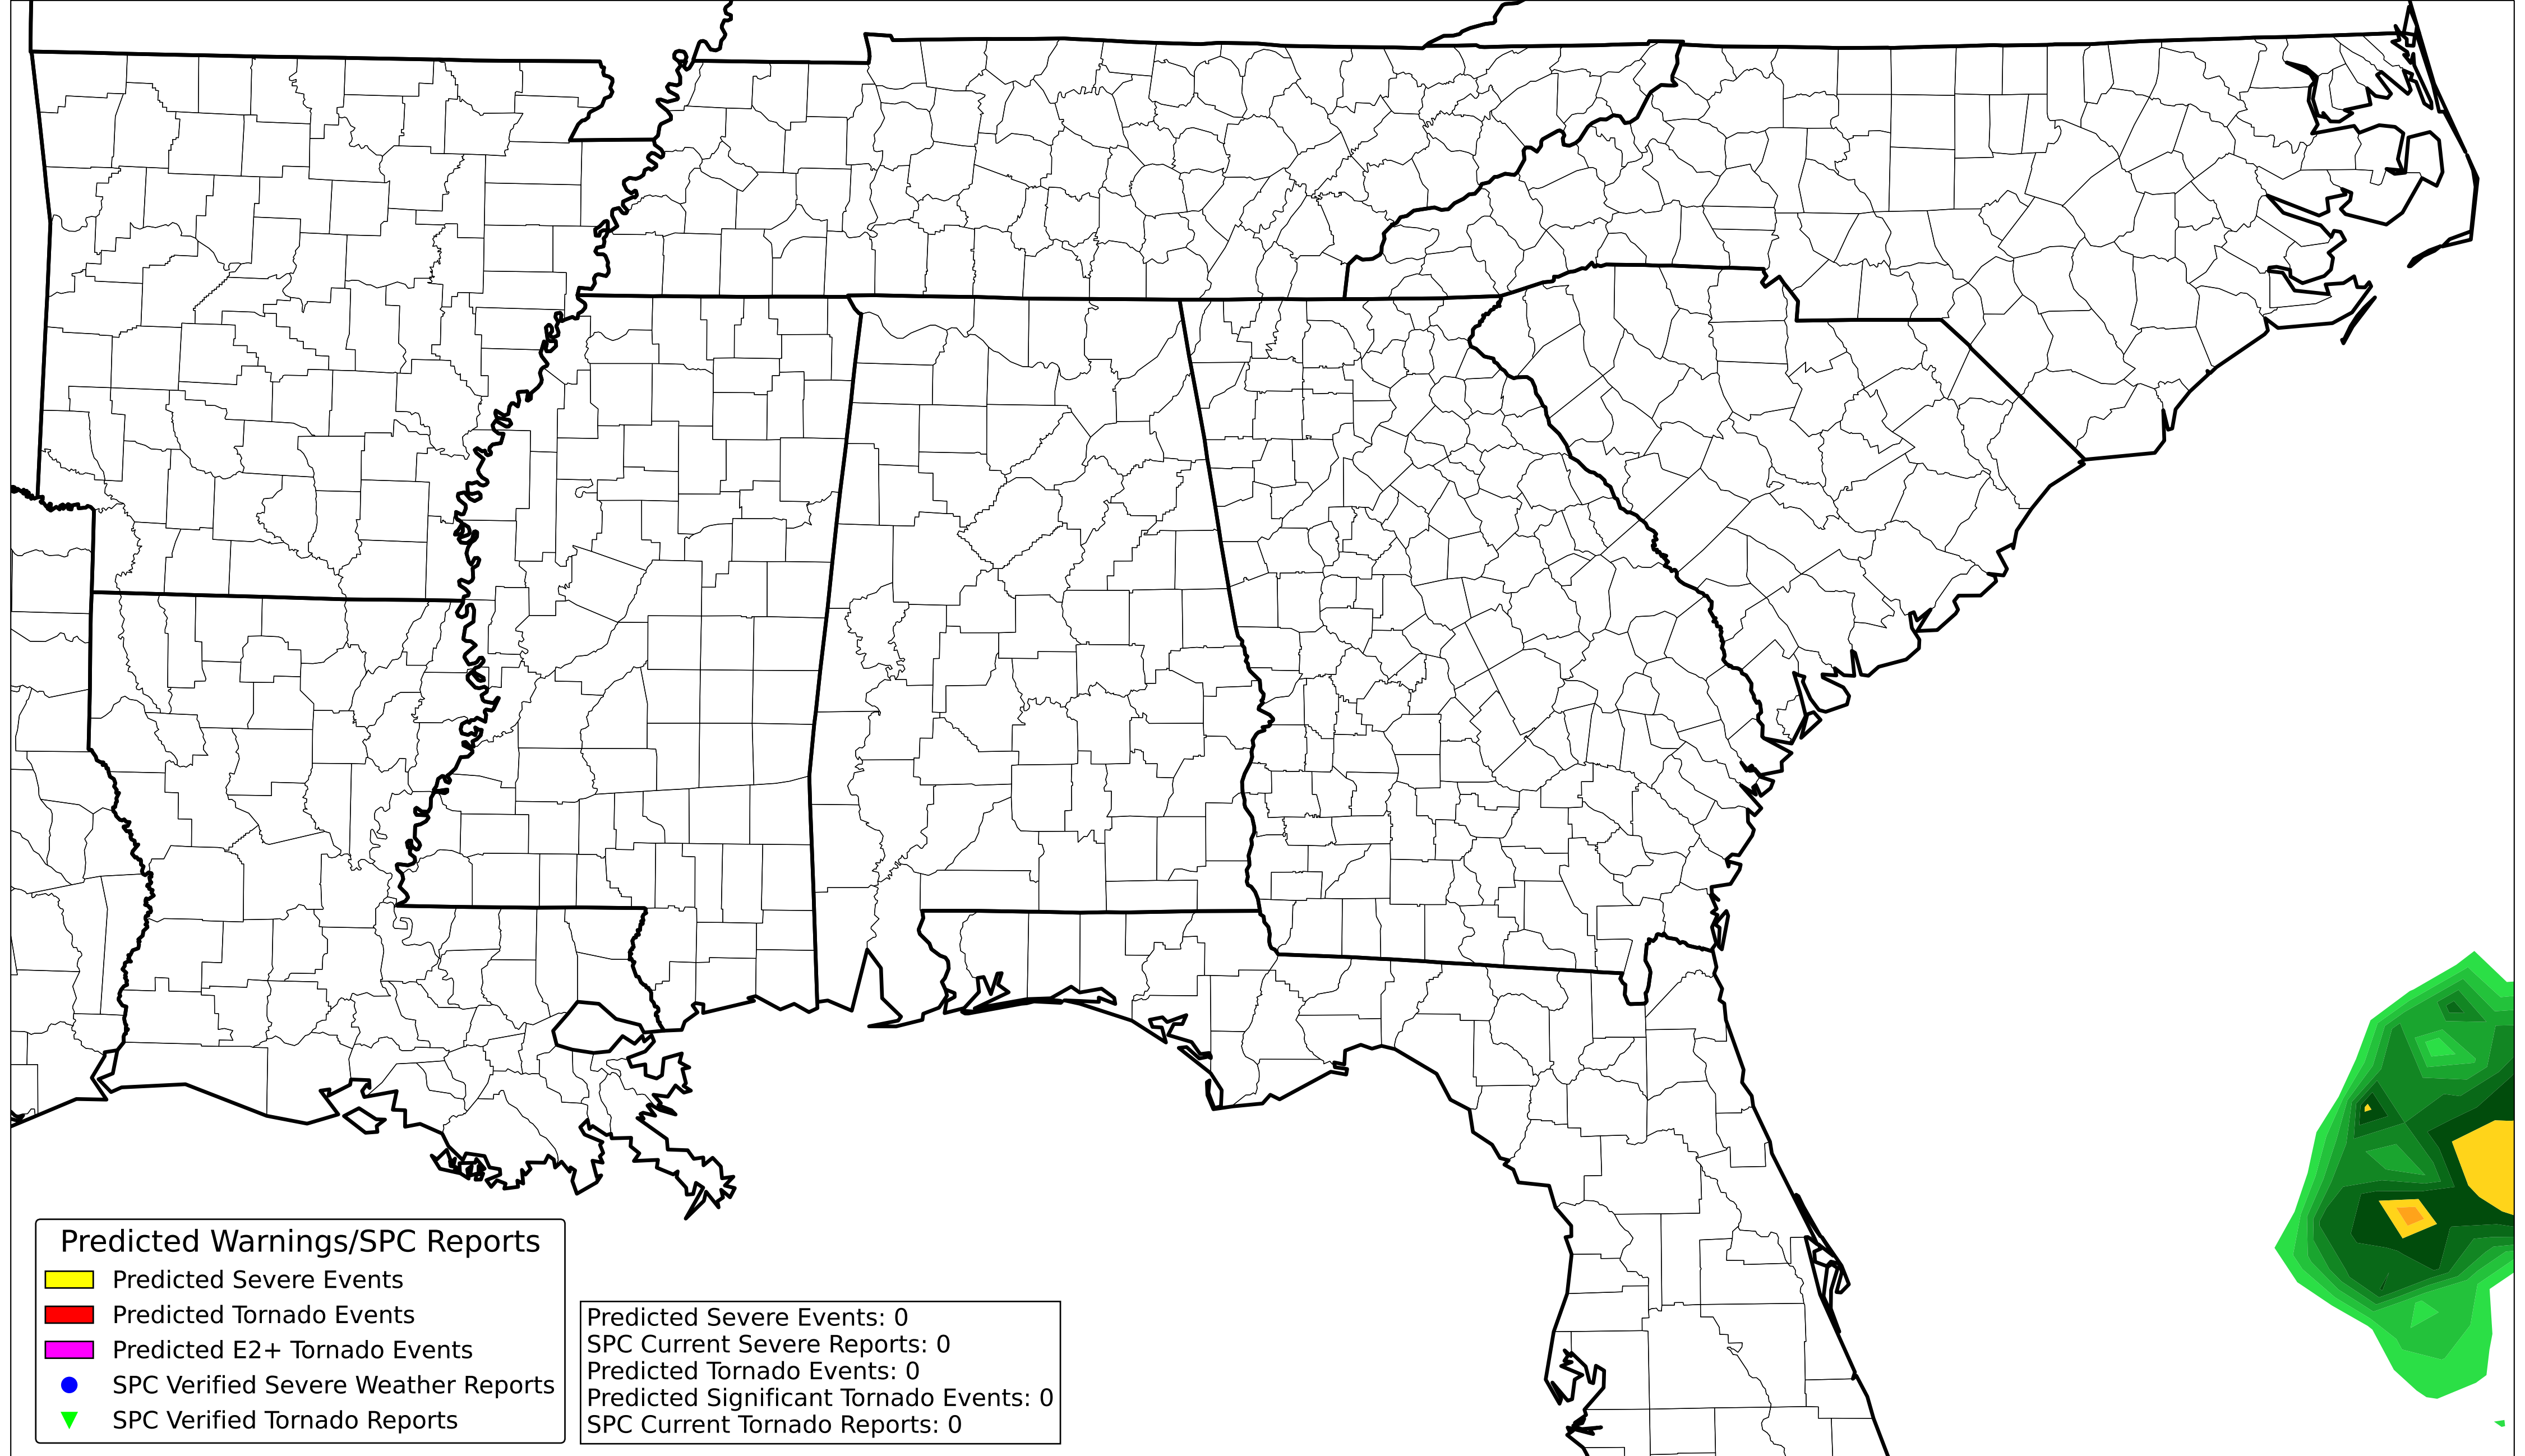 Predicted Warnings/SPC Reports
Predicted Severe Events
Predicted Tornado Events
Predicted E2+ Tornado Events
SPC Verified Severe Weather Reports
SPC Verified Tornado Reports
Predicted Severe Events: 0
SPC Current Severe Reports: 0
Predicted Tornado Events: 0
Predicted Significant Tornado Events: 0
SPC Current Tornado Reports: 0